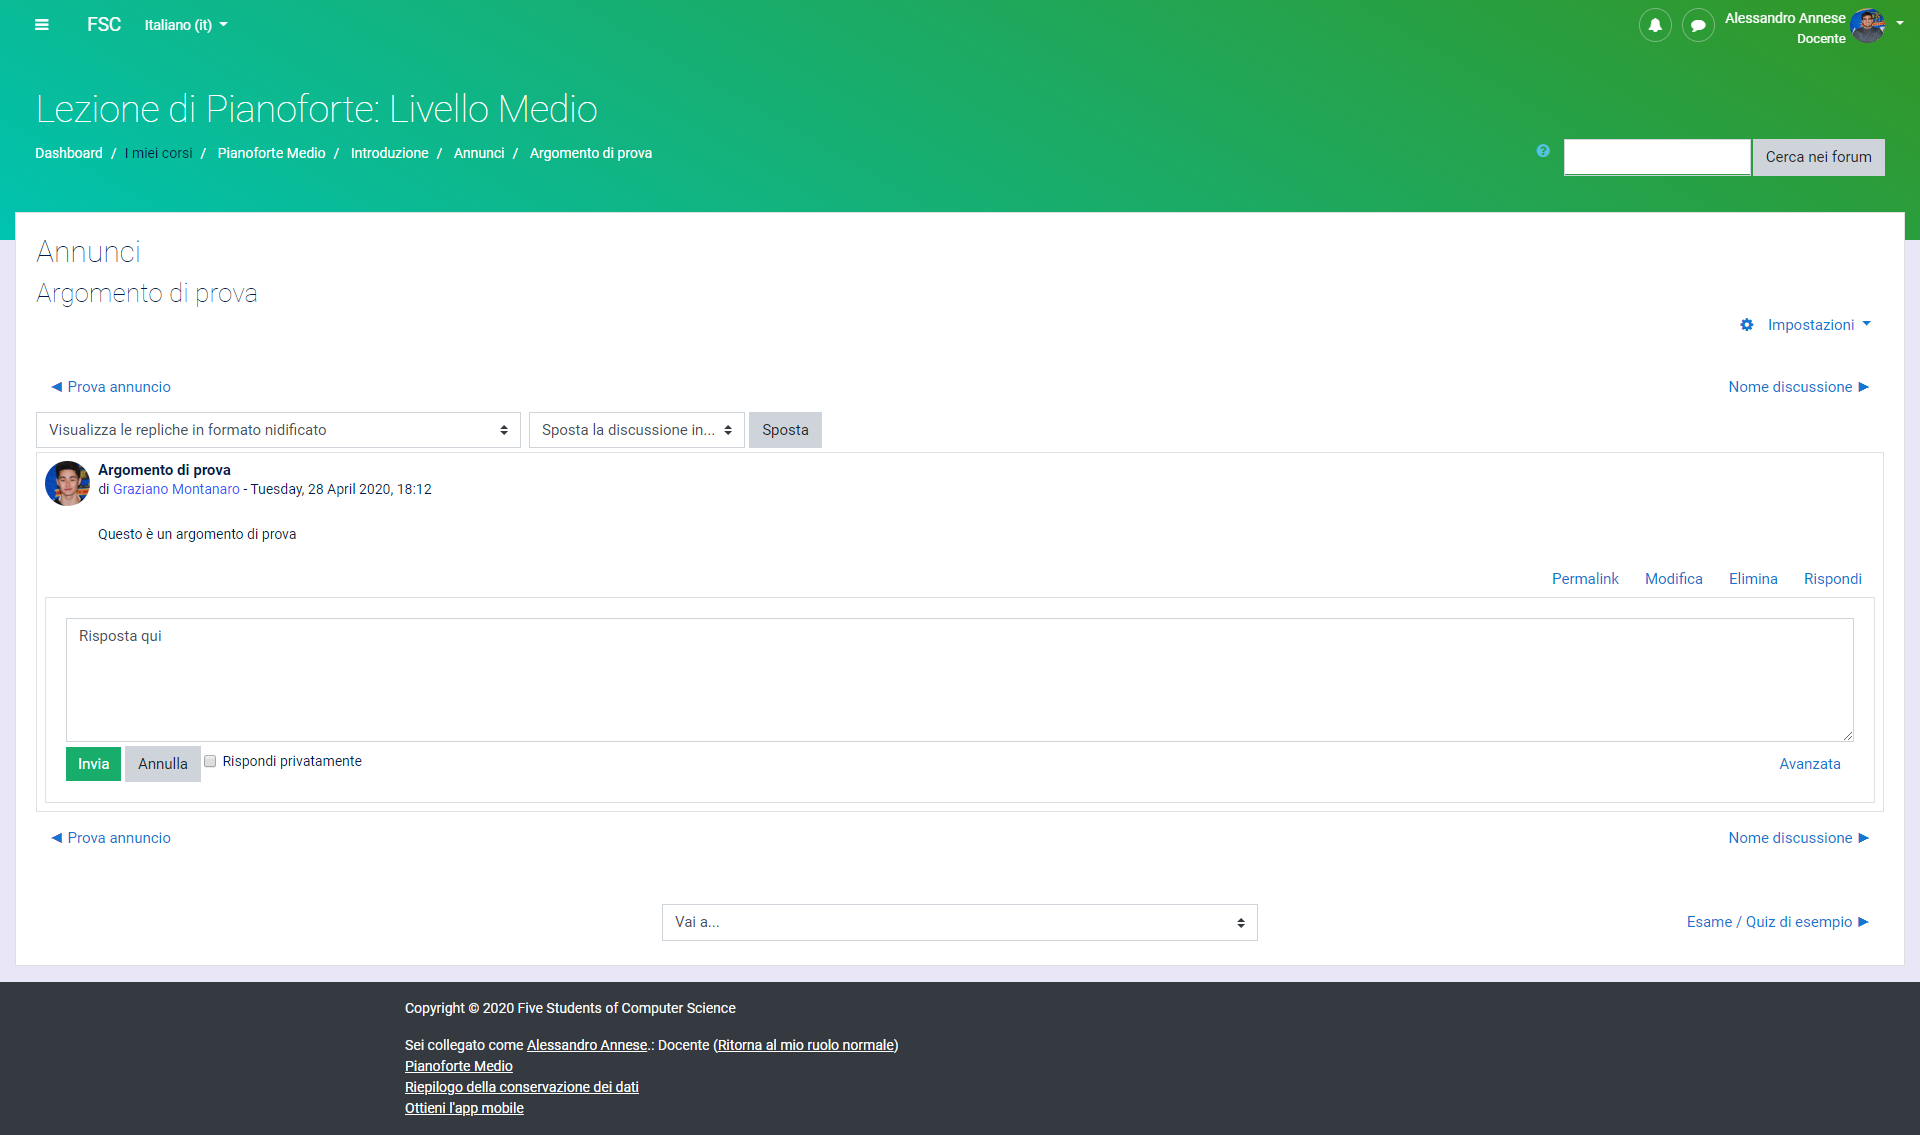 FSC Italiano (it) Alessandro Annese
Docente
Lezione di Pianoforte: Livello Medio
Dashboard / I miei corsi / Pianoforte Medio / Introduzione / Annunci / Argomento di prova
Cerca nei forum
Annunci
Argomento di prova
Impostazioni
◀ Prova annuncio Nome discussione ▶
Visualizza le repliche in formato nidificato Sposta la discussione in... Sposta
Argomento di prova
di Graziano Montanaro - Tuesday, 28 April 2020, 18:12
Questo è un argomento di prova
Permalink Modifica Elimina Rispondi
Risposta qui
Invia Annulla Rispondi privatamente Avanzata
◀ Prova annuncio Nome discussione ▶
Vai a... Esame / Quiz di esempio ▶
Copyright © 2020 Five Students of Computer Science
Sei collegato come Alessandro Annese.: Docente (Ritorna al mio ruolo normale)
Pianoforte Medio
Riepilogo della conservazione dei dati
Ottieni l'app mobile